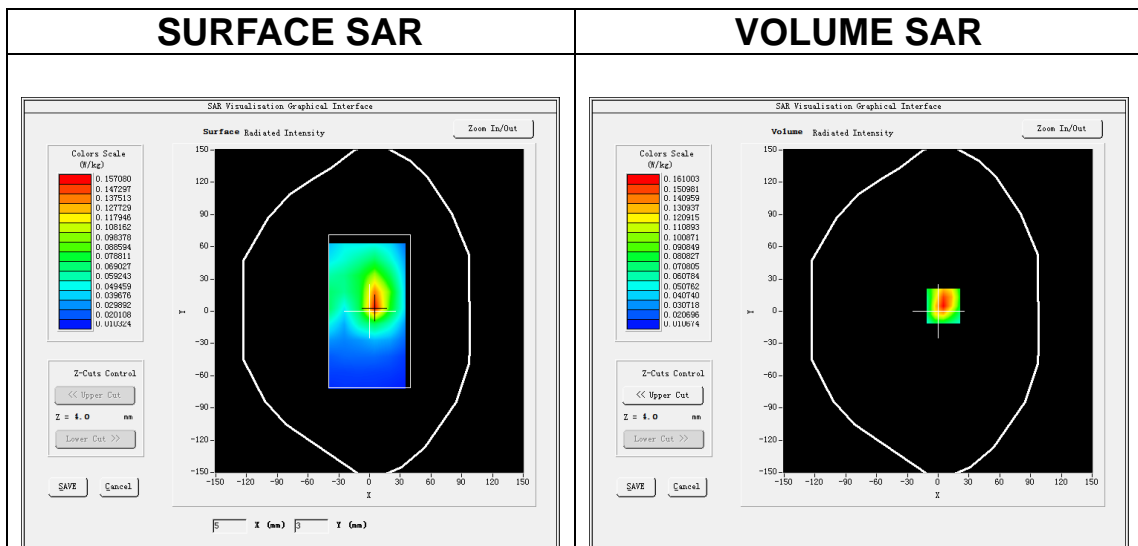 SURFACE SAR
VOLUME SAR
SAR Visualisation Graphical Interface
Surface Radiated Intensity
Zoom In/Out
Colors Scale
(W/kg)
0.157080
0.147297
0.137513
0.127729
0.117946
0.108162
0.098378
0.088594
0.078811
0.069027
0.059243
0.049459
0.039676
0.029892
0.020108
0.010324
150
120
90
60
30
0
-30
-60
-90
-120
-150
Y
-150 -120 -90 -60 -30 0 30 60 90 120 150
X
Z-Cuts Control
<< Upper Cut
Z = 4.0 mm
Lower Cut >>
SAVE Cancel
5 X (mm) 3 Y (mm)
SAR Visualisation Graphical Interface
Volume Radiated Intensity
Zoom In/Out
Colors Scale
(W/kg)
0.161003
0.150981
0.140959
0.130937
0.120915
0.110893
0.100871
0.090849
0.080827
0.070805
0.060784
0.050762
0.040740
0.030718
0.020696
0.010674
150
120
90
60
30
0
-30
-60
-90
-120
-150
Y
-150 -120 -90 -60 -30 0 30 60 90 120 150
X
Z-Cuts Control
<< Upper Cut
Z = 4.0 mm
Lower Cut >>
SAVE Cancel